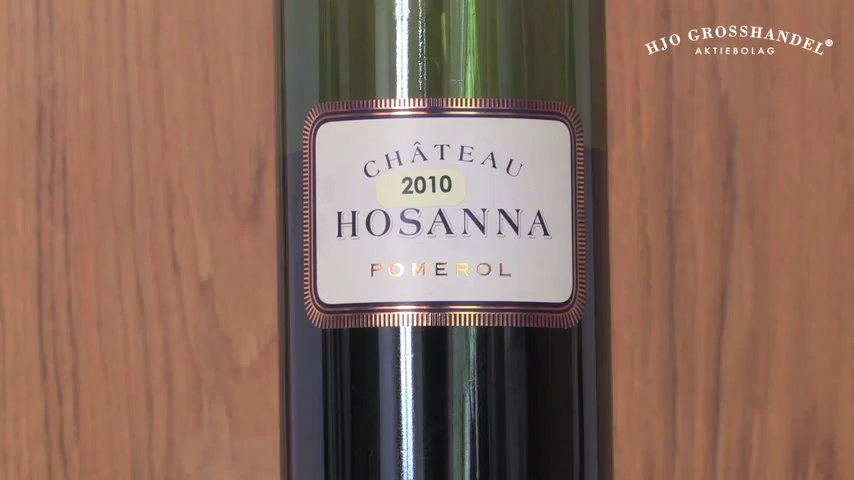 HJO GROSSHANDEL®
AKTIEBOLAG
CHÂTEAU
2010
HOSANNA
POMEROL